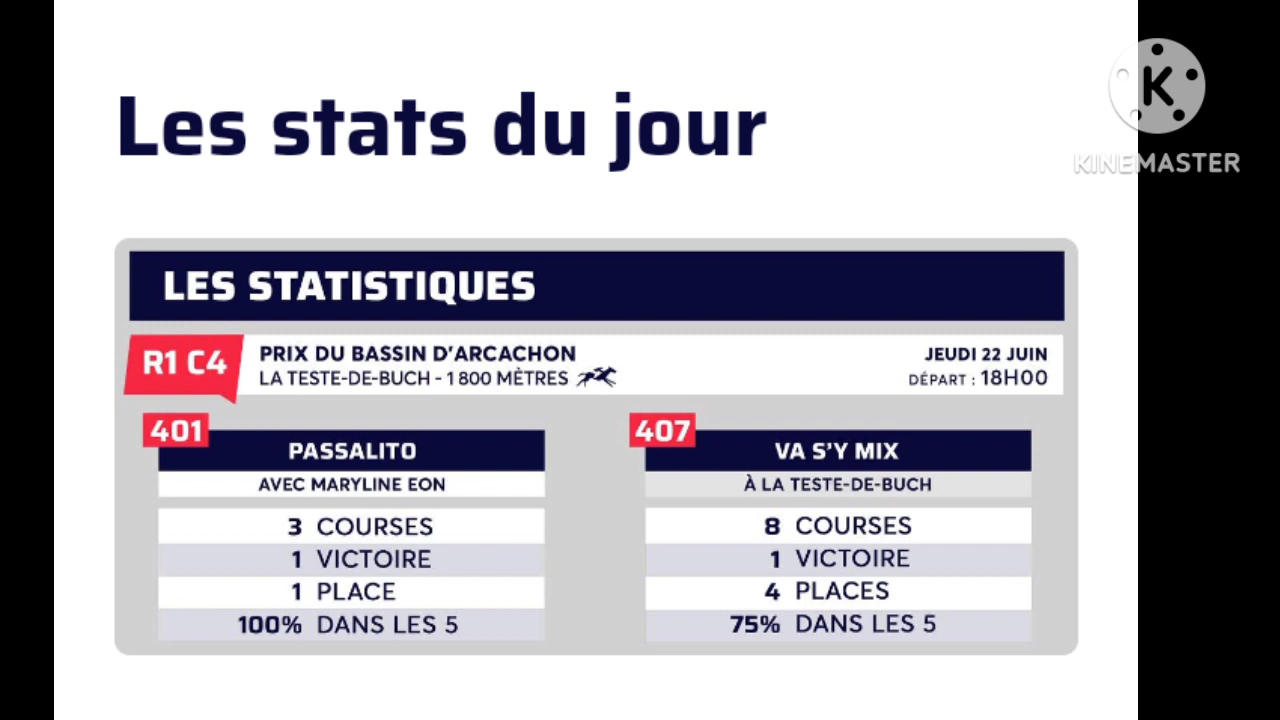 Les stats du jour
K
KINEMASTER
LES STATISTIQUES
R1 C4
PRIX DU BASSIN D'ARCACHON
LA TESTE-DE-BUCH - 1800 MÈTRES
JEUDI 22 JUIN
DÉPART : 18H00
401
PASSALITO
AVEC MARYLINE EON
3 COURSES
1 VICTOIRE
1 PLACE
100% DANS LES 5
407
VA S'Y MIX
À LA TESTE-DE-BUCH
8 COURSES
1 VICTOIRE
4 PLACES
75% DANS LES 5